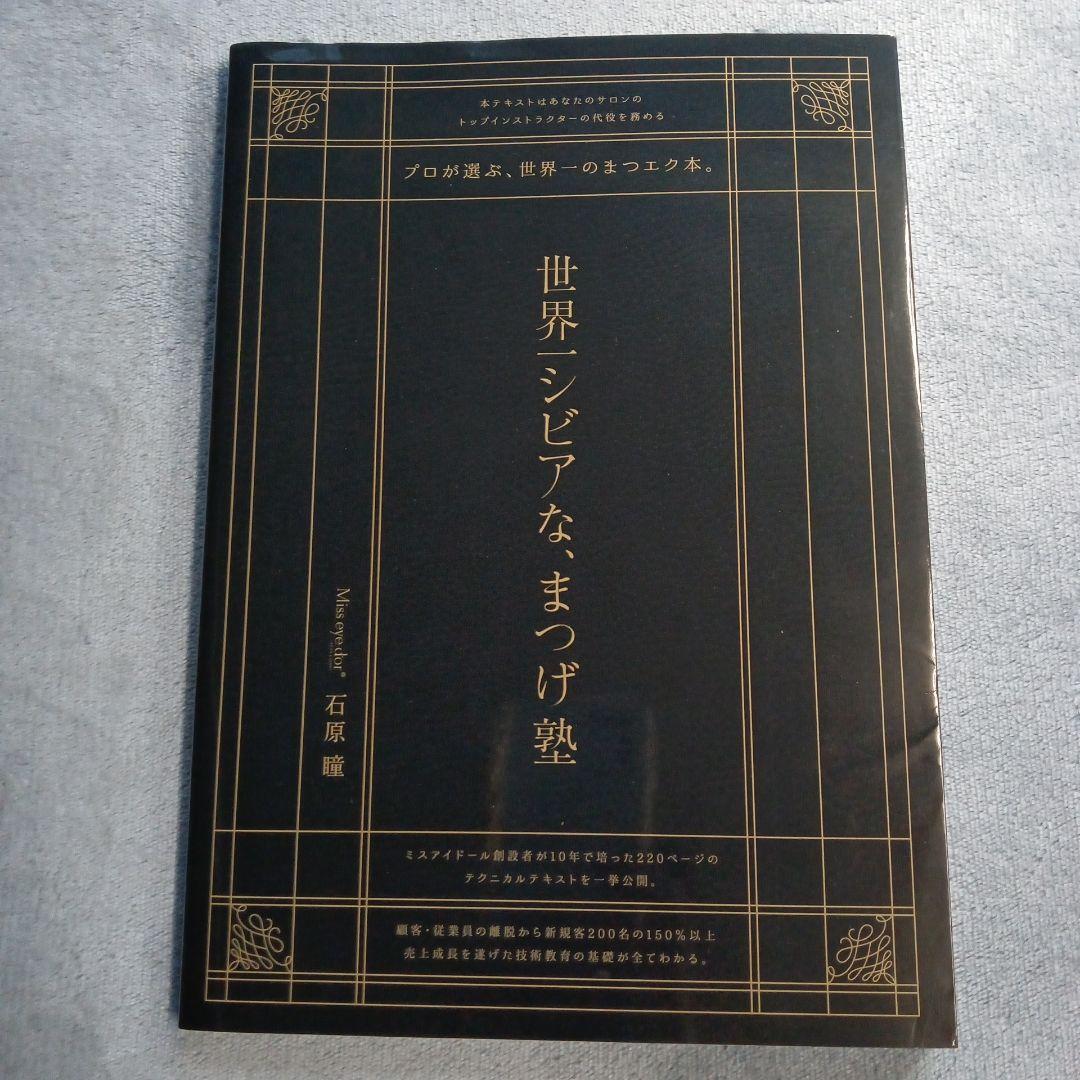 本テキストはあなたのサロンの
トップインストラクターの代役を務める
プロが選ぶ、世界一のまつエク本。
世界一シビアな、まつげ塾
Miss eye d'or®
石原 瞳
ミスアイドール創設者が10年で培った220ページの
テクニカルテキストを一挙公開。
顧客・従業員の離脱から新規客200名の150%以上
売上成長を遂げた技術教育の基礎が全てわかる。